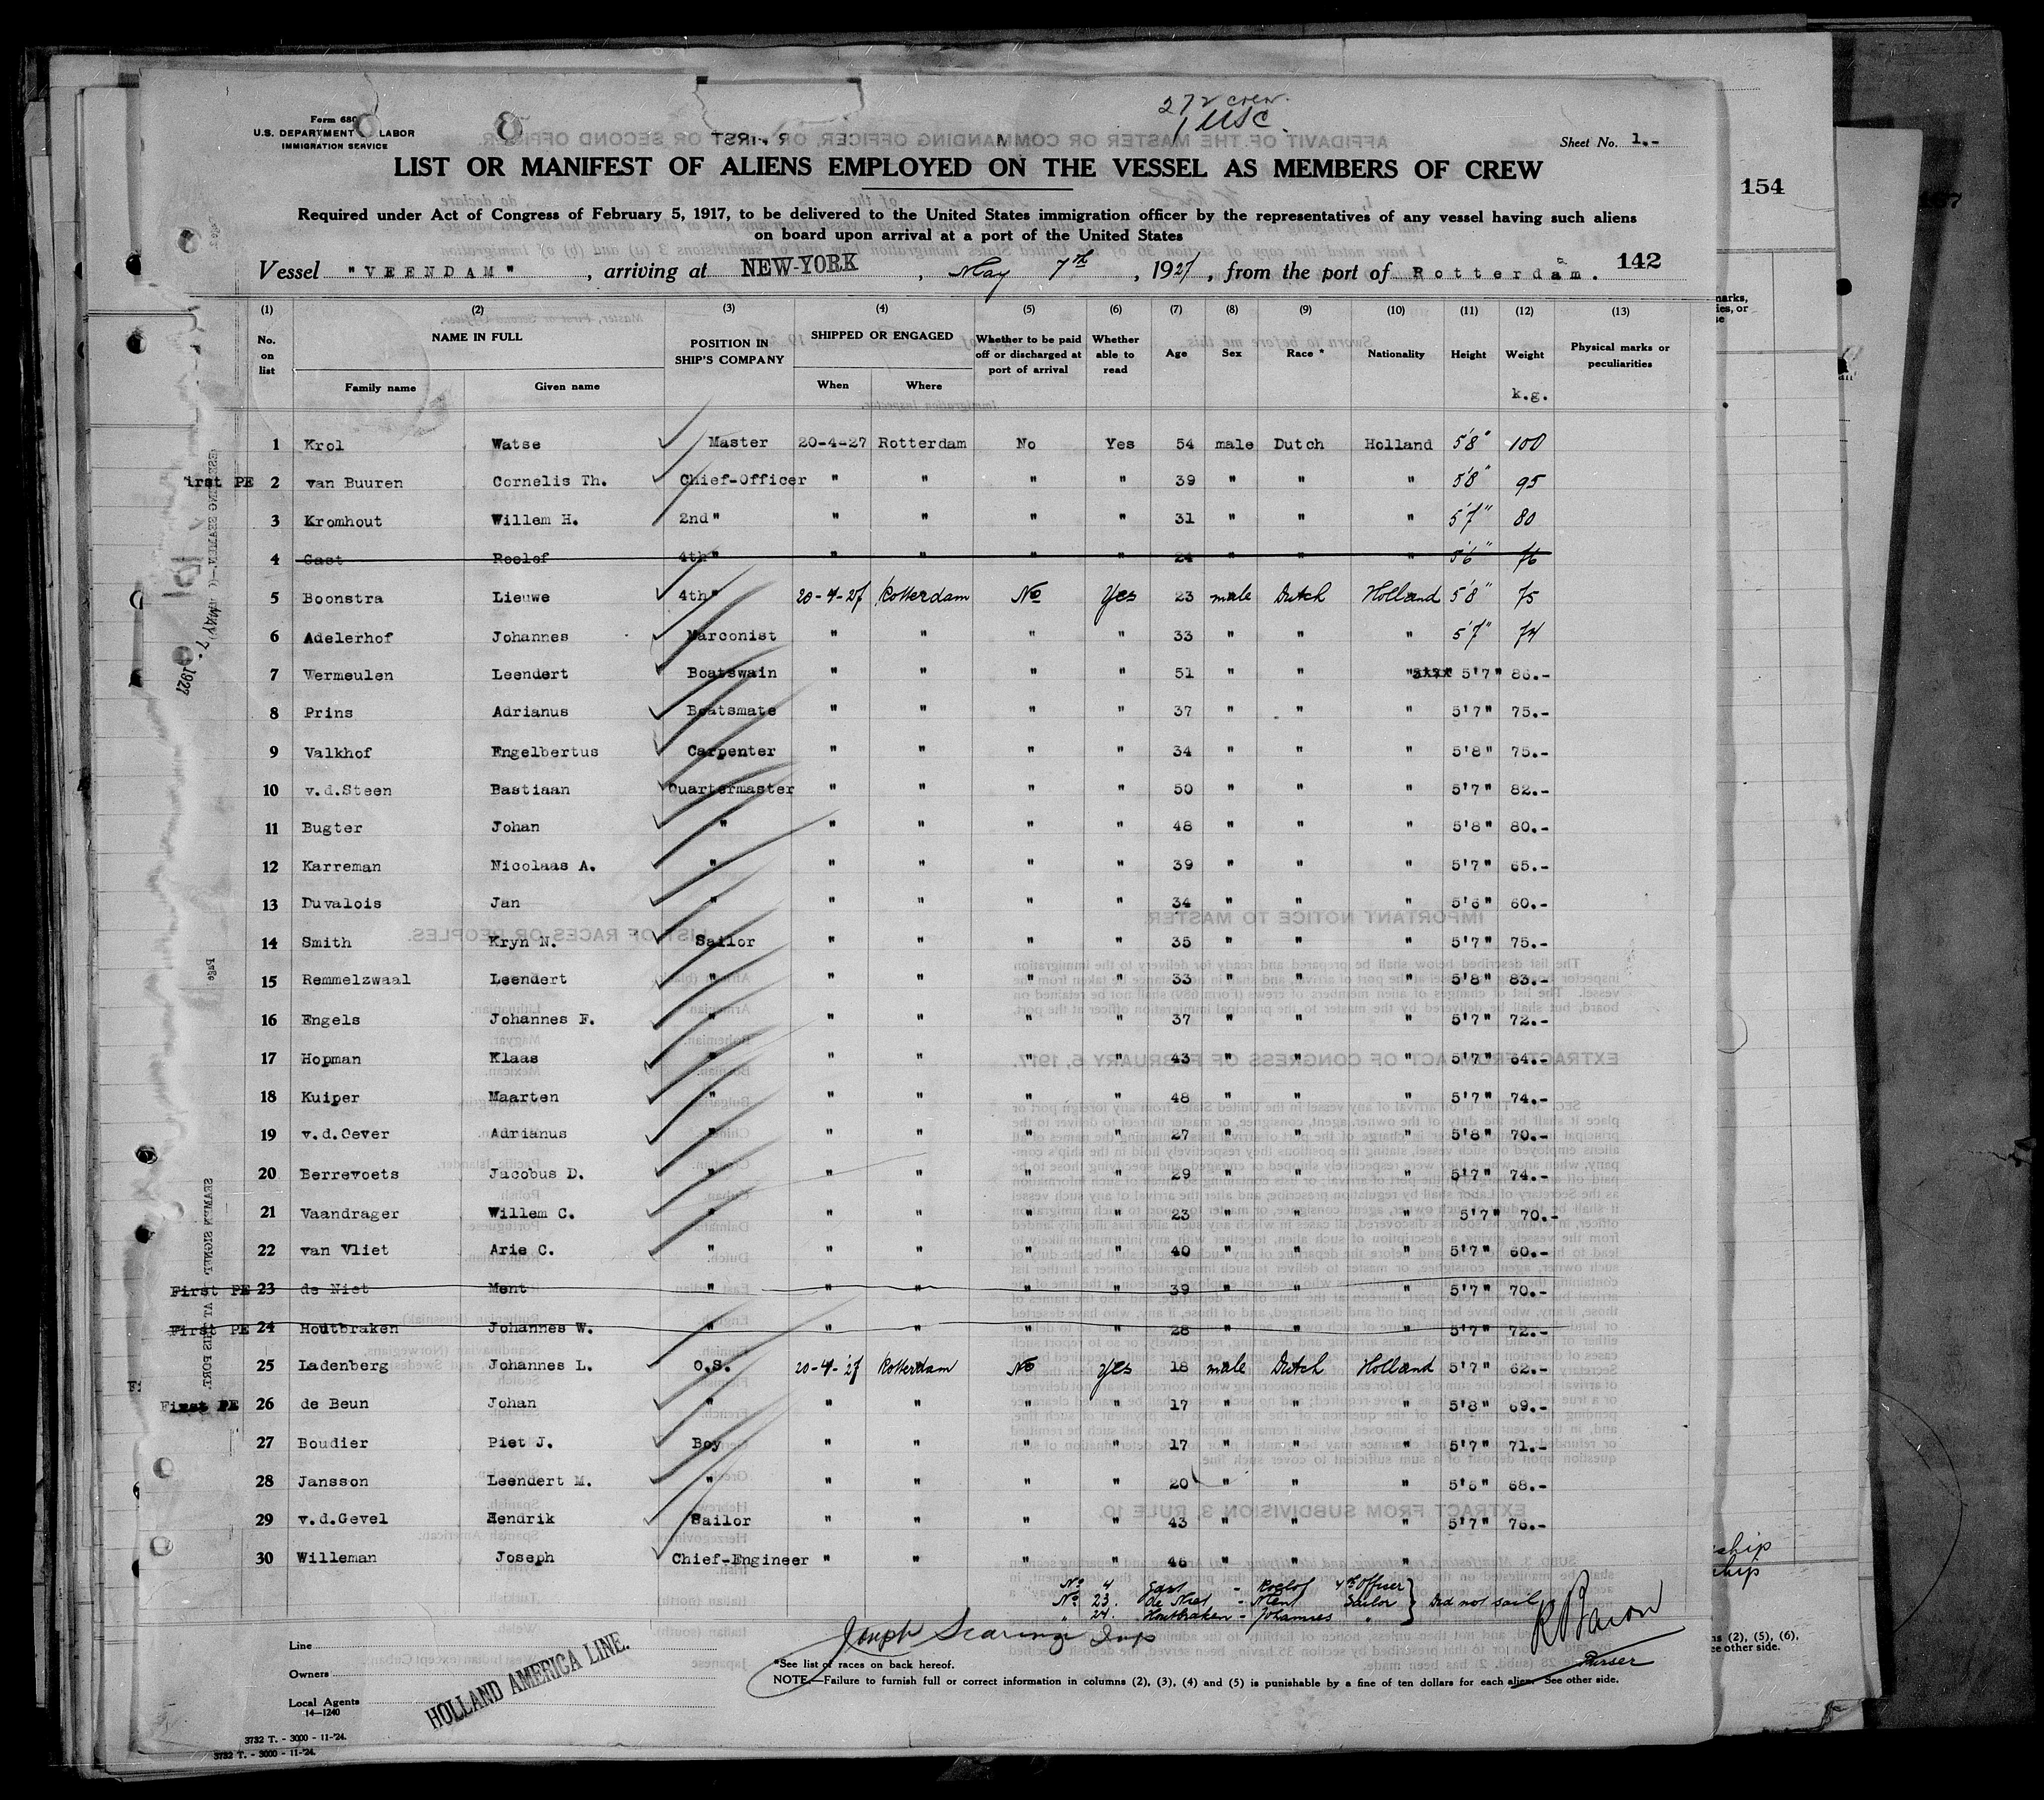 272 crew.
1 USC.
Form 680
U.S. DEPARTMENT LABOR
IMMIGRATION SERVICE
Sheet No. 1.-
LIST OR MANIFEST OF ALIENS EMPLOYED ON THE VESSEL AS MEMBERS OF CREW
154
Required under Act of Congress of February 5, 1917, to be delivered to the United States immigration officer by the representatives of any vessel having such aliens
on board upon arrival at a port of the United States
Vessel "VEENDAM", arriving at NEW-YORK, May 7th, 1927, from the port of Rotterdam. 142
(1) (2) (3) (4) (5) (6) (7) (8) (9) (10) (11) (12) (13)
No. on list NAME IN FULL Family name Given name POSITION IN SHIP'S COMPANY SHIPPED OR ENGAGED When Where Whether to be paid off or discharged at port of arrival Whether able to read Age Sex Race * Nationality Height Weight Physical marks or peculiarities
k.g.
1 Krol Watse Master 20-4-27 Rotterdam No Yes 54 male Dutch Holland 5'8" 100
irst PE 2 van Buuren Cornelis Th. Chief-Officer " " " " 39 " " " 5'8" 95
3 Kromhout Willem H. 2nd" " " " " 31 " " " 5'7" 80
4 Gast Roelof 4th" " " " " 24 " " " 5'6" 76
5 Boonstra Lieuwe 4th" 20-4-27 Rotterdam No Yes 23 male Dutch Holland 5'8" 75
6 Adelerhof Johannes Marconist " " " " 33 " " " 5'7" 74
7 Vermeulen Leendert Boatswain " " " " 51 " " " 5'7" 86.-
8 Prins Adrianus Boatsmate " " " " 37 " " " 5'7" 75.-
9 Valkhof Engelbertus Carpenter " " " " 34 " " " 5'8" 75.-
10 v.d.Steen Bastiaan Quartermaster " " " " 50 " " " 5'7" 82.-
11 Bugter Johan " " " " " 48 " " " 5'8" 80.-
12 Karreman Nicolaas A. " " " " " 39 " " " 5'7" 65.-
13 Duvalois Jan " " " " " 34 " " " 5'6" 60.-
14 Smith Kryn N. Sailor " " " " 35 " " " 5'7" 75.-
15 Remmelzwaal Leendert " " " " " 33 " " " 5'8" 83.-
16 Engels Johannes F. " " " " " 37 " " " 5'7" 72.-
17 Hopman Klaas " " " " " 43 " " " 5'7" 64.-
18 Kuiper Maarten " " " " " 48 " " " 5'7" 74.-
19 v.d.Oever Adrianus " " " " " 27 " " " 5'8" 70.-
20 Berrevoets Jacobus D. " " " " " 29 " " " 5'7" 74.-
21 Vaandrager Willem C. " " " " " 23 " " " 5'7" 70.-
22 van Vliet Arie C. " " " " " 40 " " " 5'7" 60.-
First PE 23 de Niet Ment " " " " " 39 " " " 5'7" 70.-
First PE 24 Houtbraken Johannes W. " " " " " 28 " " " 5'7" 72.-
25 Ladenberg Johannes L. O.S. 20-4-'27 Rotterdam No Yes 18 male Dutch Holland 5'7" 62.-
First PE 26 de Beun Johan " " " " " 17 " " " 5'8" 69.-
27 Boudier Piet J. Boy " " " " 17 " " " 5'7" 71.-
28 Jansson Leendert M. " " " " " 20 " " " 5'6" 68.-
29 v.d.Gevel Hendrik Sailor " " " " 43 " " " 5'7" 76.-
30 Willeman Joseph Chief-Engineer " " " " 46 " " "
No 4 Gast - Roelof 4th Officer
No 23. de Niet - Ment Sailor } Did not sail
" 24. Houtbraken - Johannes "
Joseph Insp
Purser
Line
Owners
Local Agents
HOLLAND AMERICA LINE.
14—1240
*See list of races on back hereof.
NOTE.—Failure to furnish full or correct information in columns (2), (3), (4) and (5) is punishable by a fine of ten dollars for each alien. See other side.
3732 T. - 3000 - 11-'24.
3732 T. - 3000 - 11-'24.